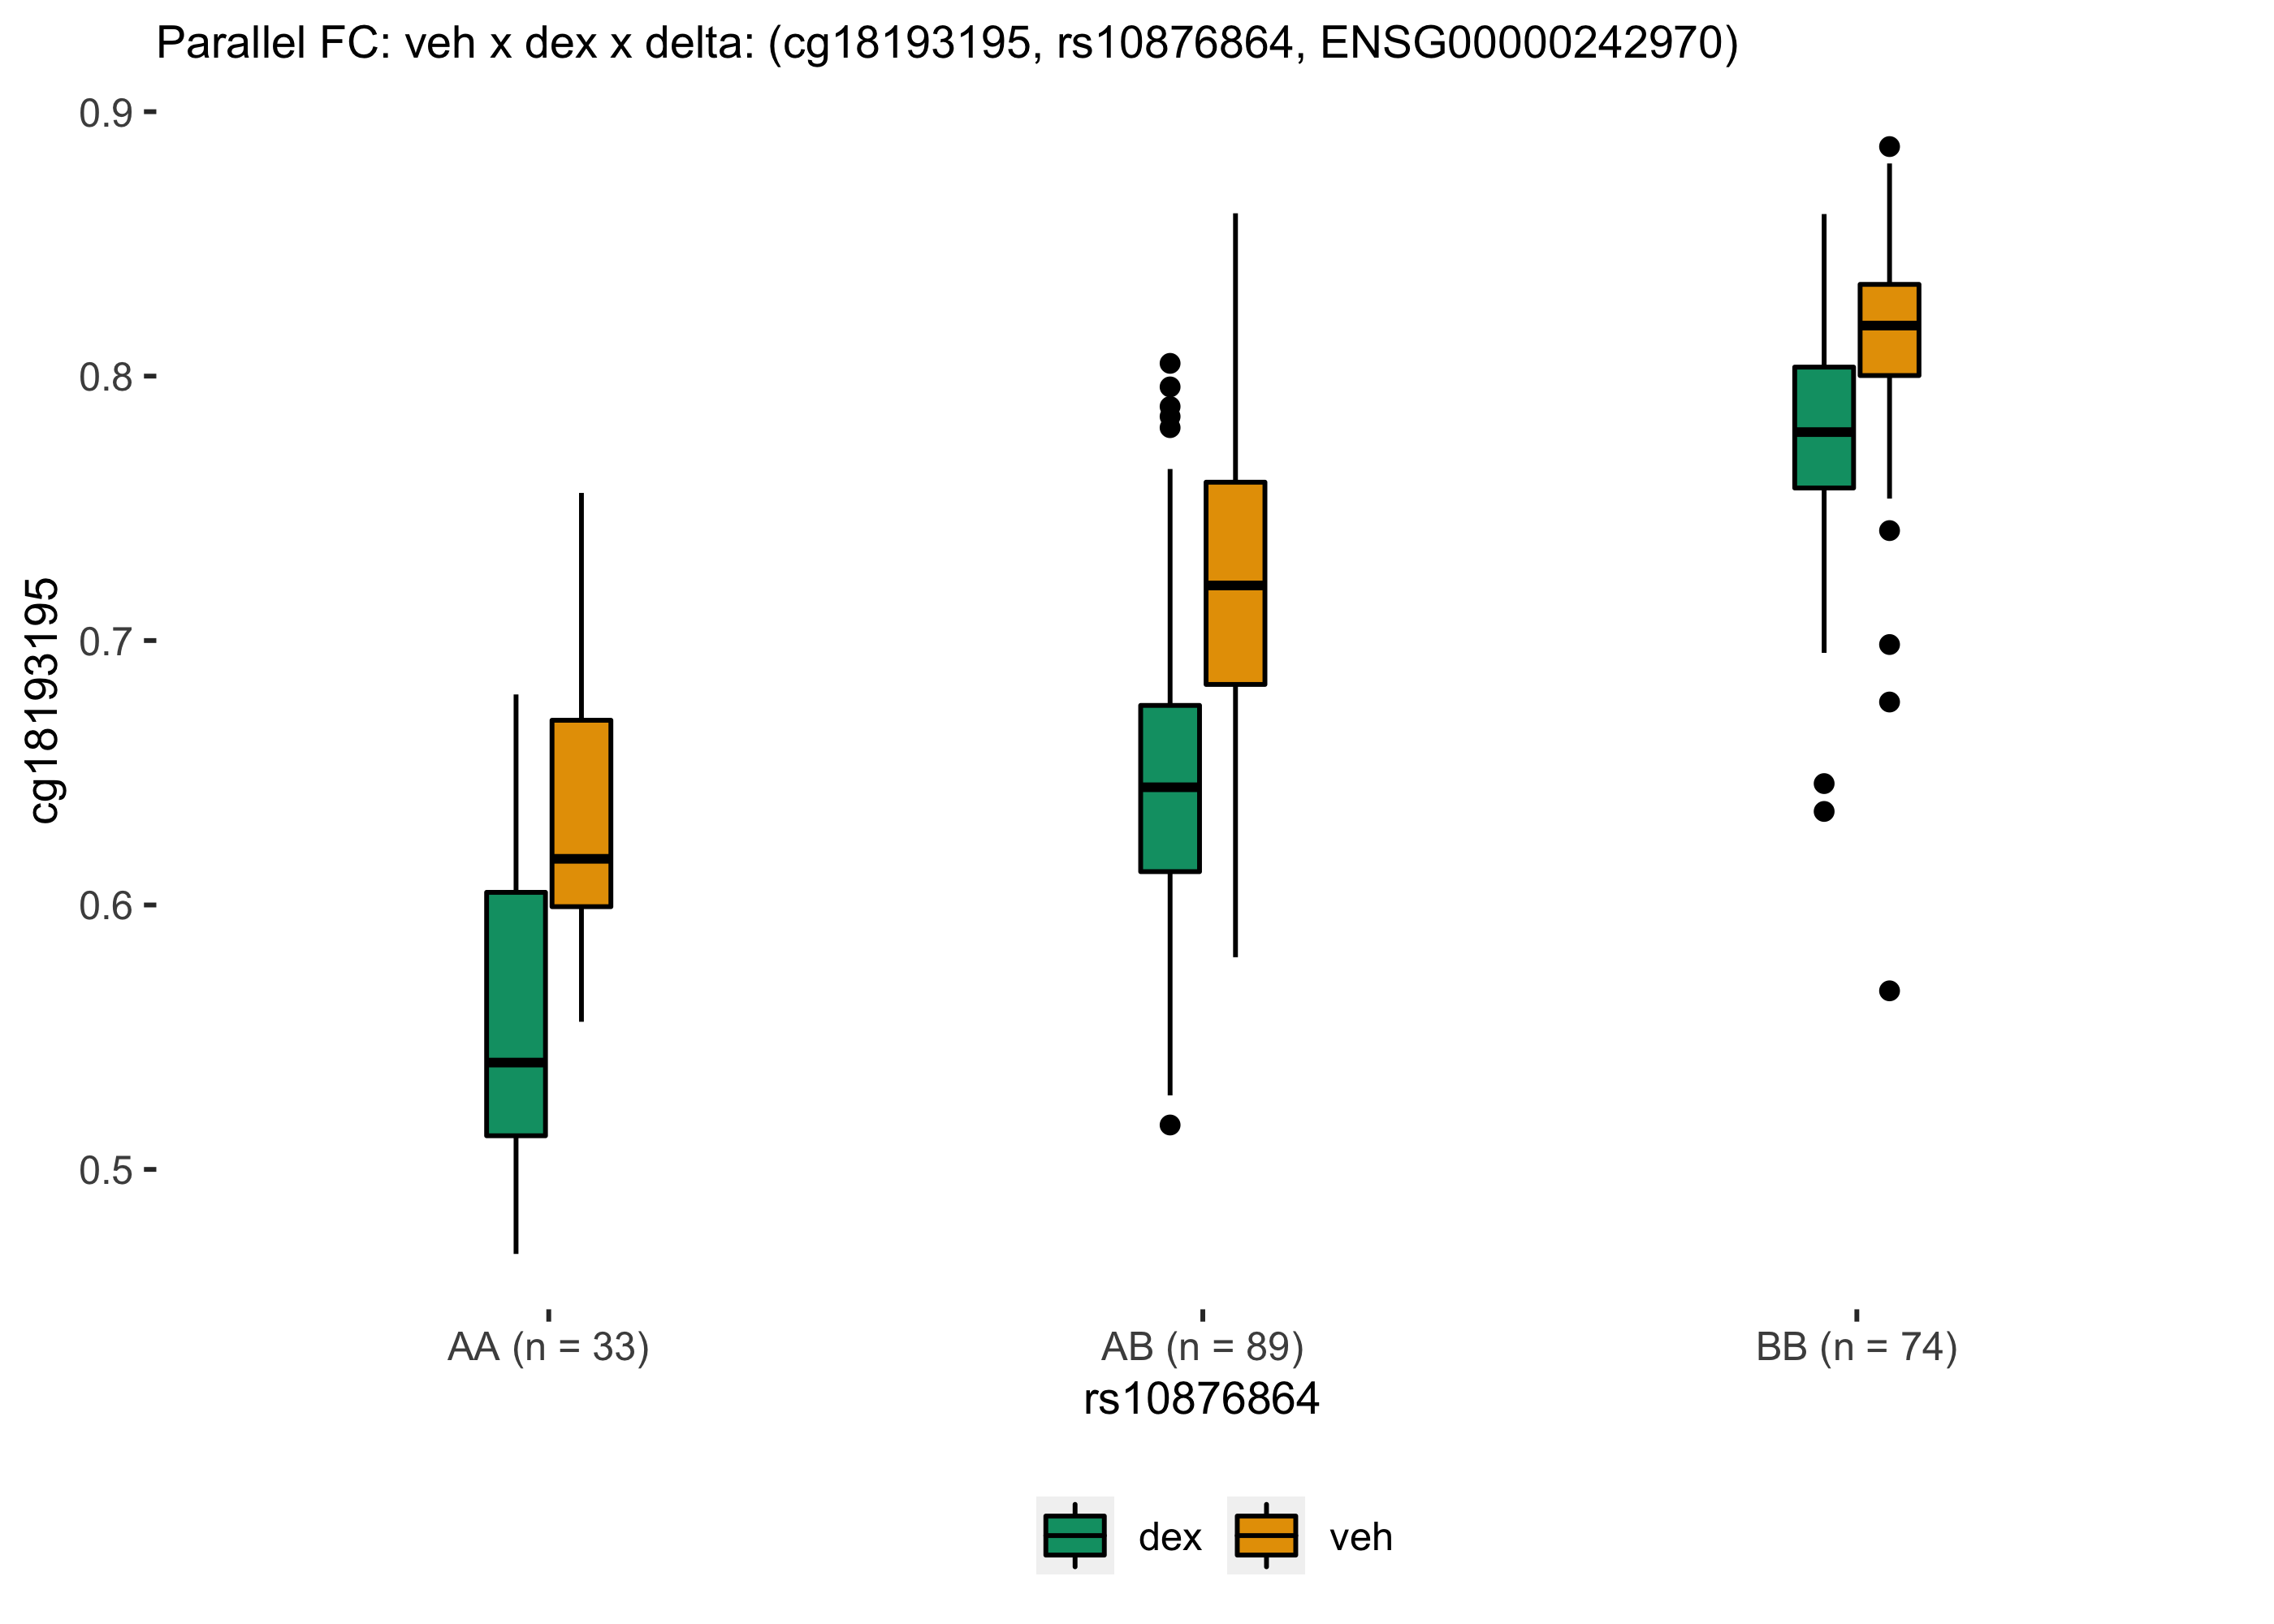 Parallel FC: veh x dex x delta: (cg18193195, rs10876864, ENSG00000242970)
0.9
0.8
0.7
0.6
0.5
cg18193195
AA (n = 33)
AB (n = 89)
BB (n = 74)
rs10876864
dex
veh